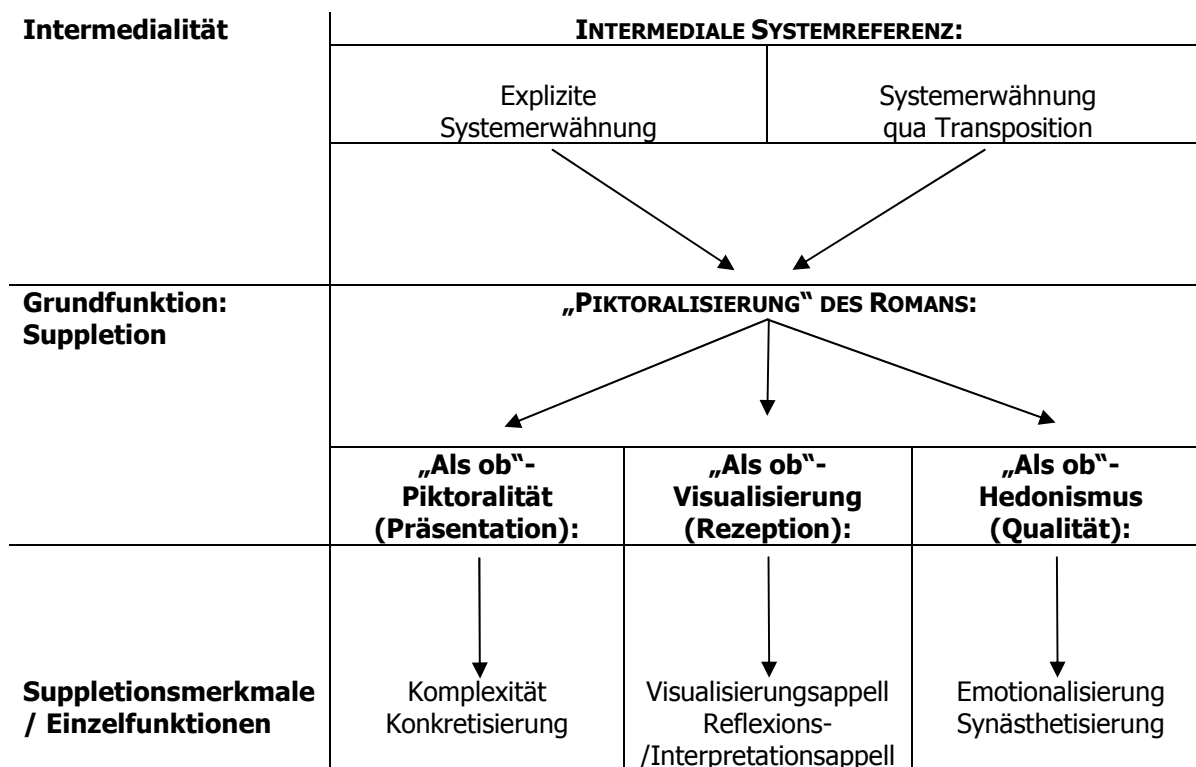 Intermedialität
INTERMEDIALE SYSTEMREFERENZ:
Explizite
Systemerwähnung
Systemerwähnung
qua Transposition
Grundfunktion:
Suppletion
„PIKTORALISIERUNG“ DES ROMANS:
„Als ob“-
Piktoralität
(Präsentation):
„Als ob“-
Visualisierung
(Rezeption):
„Als ob“-
Hedonismus
(Qualität):
Suppletionsmerkmale
/ Einzelfunktionen
Komplexität
Konkretisierung
Visualisierungsappell
Reflexions-
/Interpretationsappell
Emotionalisierung
Synästhetisierung